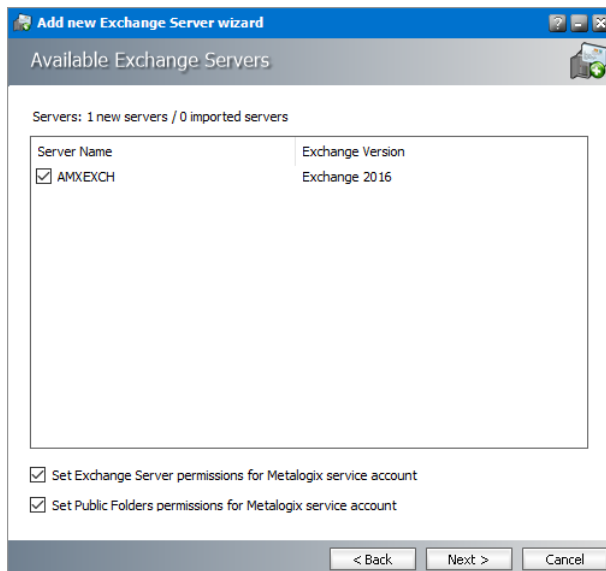 Add new Exchange Server wizard
Available Exchange Servers
Servers: 1 new servers / 0 imported servers
Server Name Exchange Version
AMXEXCH Exchange 2016
Set Exchange Server permissions for Metalogix service account
Set Public Folders permissions for Metalogix service account
< Back Next > Cancel